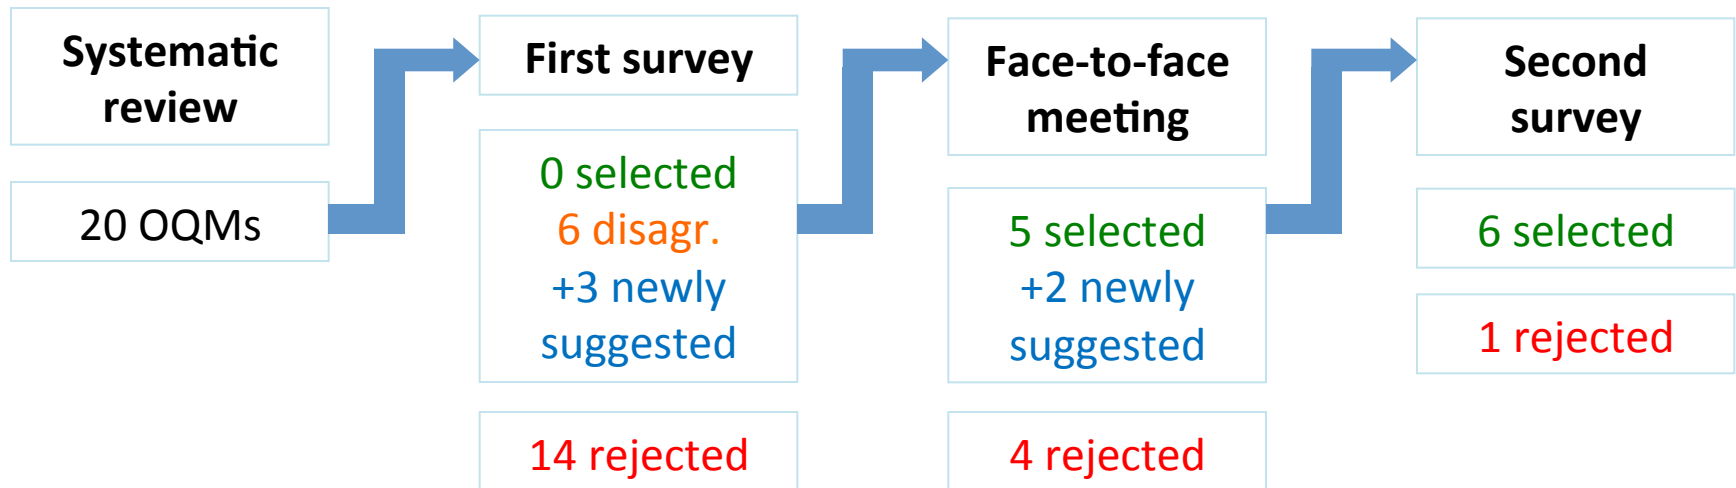 Systematic
review
20 OQMs
First survey
0 selected
6 disagr.
+3 newly
suggested
14 rejected
Face-to-face
meeting
5 selected
+2 newly
suggested
4 rejected
Second
survey
6 selected
1 rejected